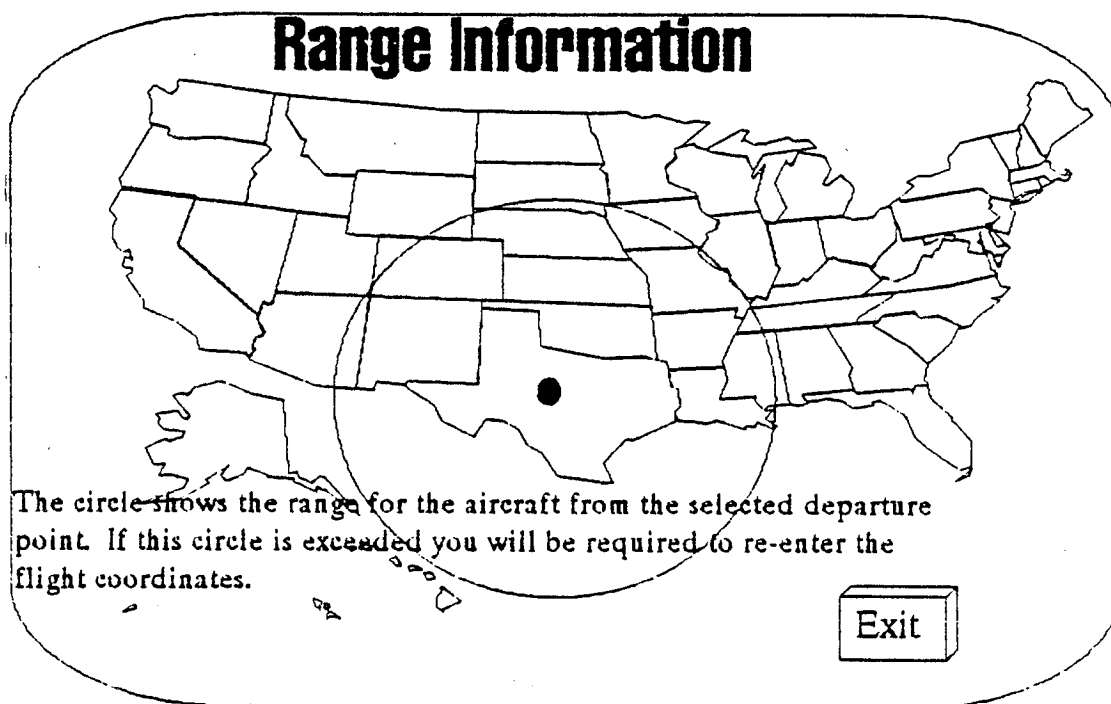 Range Information
The circle shows the range for the aircraft from the selected departure
point. If this circle is exceeded you will be required to re-enter the
flight coordinates.
Exit